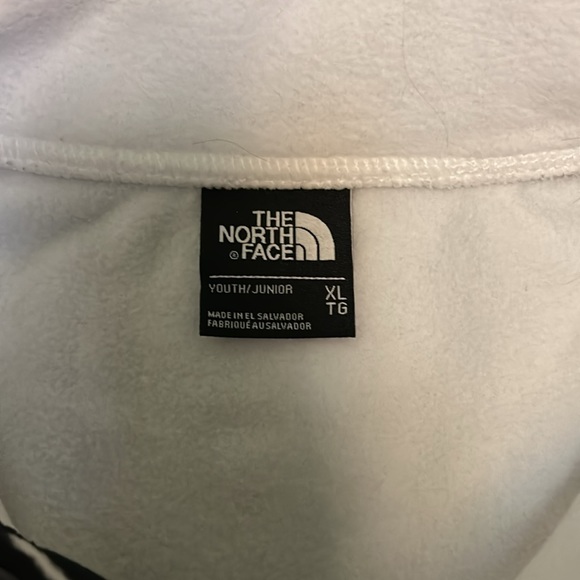 THE
NORTH
® FACE
YOUTH/JUNIOR XL
TG
MADE IN EL SALVADOR
FABRIQUÉ AU SALVADOR